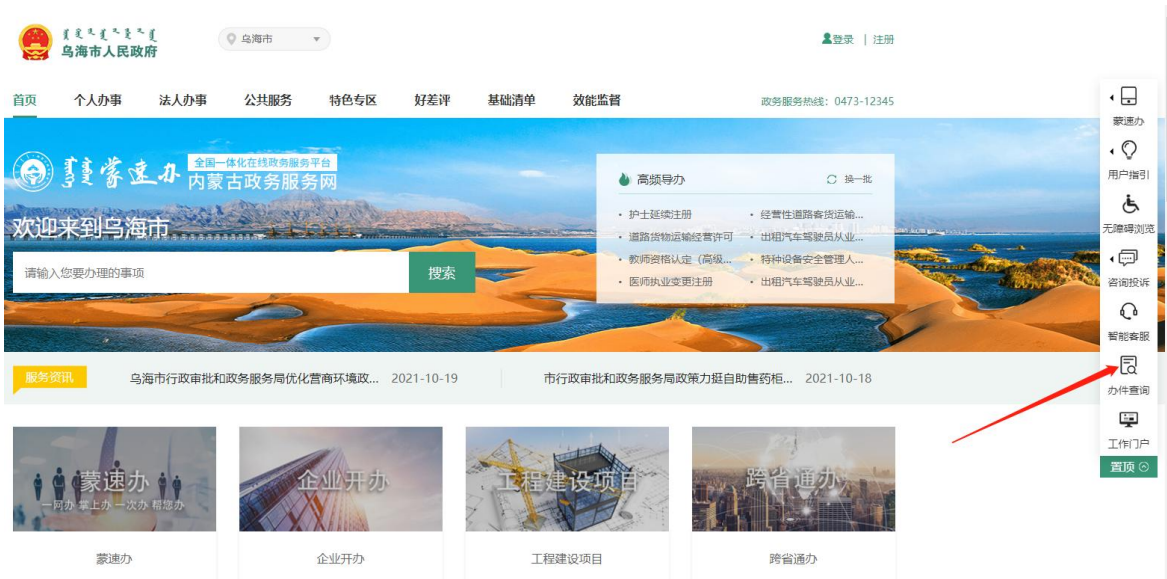 乌海市人民政府
乌海市
登录 | 注册
首页 个人办事 法人办事 公共服务 特色专区 好差评 基础清单 效能监督
政务服务热线：0473-12345
蒙速办
全国一体化在线政务服务平台
内蒙古政务服务网
欢迎来到乌海市
请输入您要办理的事项
搜索
高频导办
换一批
• 护士延续注册
• 经营性道路客货运输...
• 道路货物运输经营许可
• 出租汽车驾驶员从业...
• 教师资格认定（高级...
• 特种设备安全管理人...
• 医师执业变更注册
• 出租汽车驾驶员从业...
服务资讯
乌海市行政审批和政务服务局优化营商环境政... 2021-10-19
市行政审批和政务服务局政策力挺自助售药柜... 2021-10-18
蒙速办
一网办 掌上办 一次办 帮您办
企业开办
工程建设项目
跨省通办
蒙速办
企业开办
工程建设项目
跨省通办
蒙速办
用户指引
无障碍浏览
咨询投诉
智能客服
办件查询
工作门户
置顶